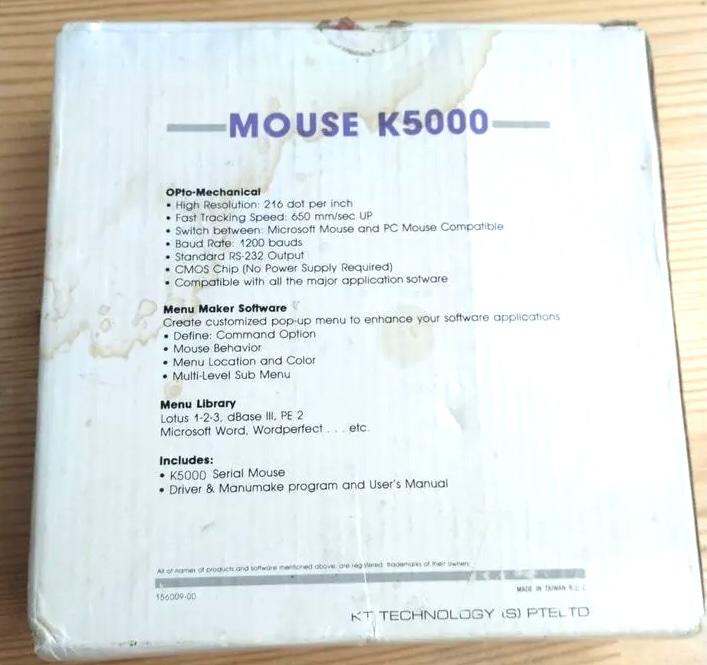 MOUSE K5000
OPto-Mechanical
• High Resolution: 216 dot per inch
• Fast Tracking Speed: 650 mm/sec UP
• Switch between: Microsoft Mouse and PC Mouse Compatible
• Baud Rate: 1200 bauds
• Standard RS-232 Output
• CMOS Chip (No Power Supply Required)
• Compatible with all the major application sotware
Menu Maker Software
Create customized pop-up menu to enhance your software applications
• Define: Command Option
• Mouse Behavior
• Menu Location and Color
• Multi-Level Sub Menu
Menu Library
Lotus 1-2-3, dBase III, PE 2
Microsoft Word, Wordperfect . . . etc.
Includes:
• K5000 Serial Mouse
• Driver & Manumake program and User's Manual
All of names of products and software mentioned above, are registered trademarks of their owners
156009-00
MADE IN TAIWAN R.O.C
KT TECHNOLOGY (S) PTE LTD